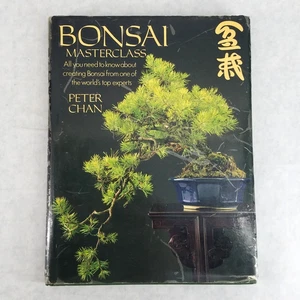 BONSAI
MASTERCLASS
All you need to know about
creating Bonsai from one of
the world's top experts
PETER
CHAN
盆栽